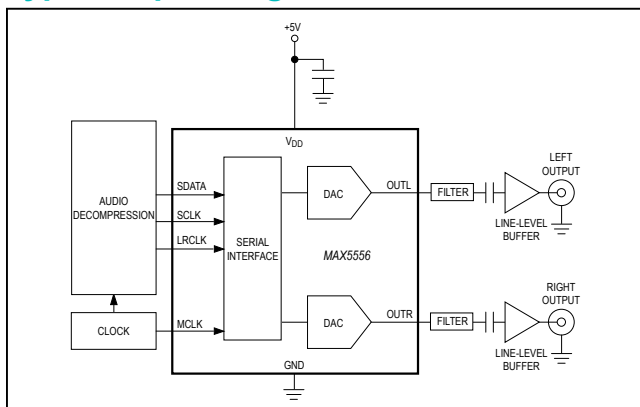 +5V
VDD
AUDIO
DECOMPRESSION
SDATA
SCLK
LRCLK
SERIAL
INTERFACE
DAC
OUTL
FILTER
LEFT
OUTPUT
LINE-LEVEL
BUFFER
MAX5556
CLOCK
MCLK
DAC
OUTR
FILTER
RIGHT
OUTPUT
LINE-LEVEL
BUFFER
GND